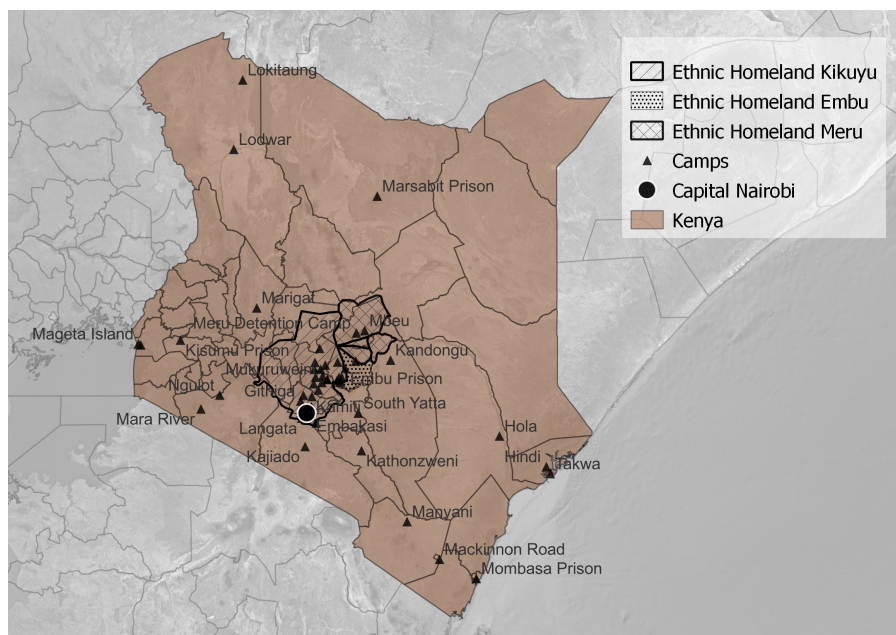 Lokitaung
Ethnic Homeland Kikuyu
Ethnic Homeland Embu
Ethnic Homeland Meru
Camps
Capital Nairobi
Kenya
Lodwar
Marsabit Prison
Marigat
Meru Detention Camp
Mbeu
Mageta Island
Kisumu Prison
Kandongu
Mukuruweini
Embu Prison
Ngulot
Githiga
Kamiti
South Yatta
Mara River
Langata
Embakasi
Hola
Kajiado
Kathonzweni
Hindi
Takwa
Manyani
Mackinnon Road
Mombasa Prison